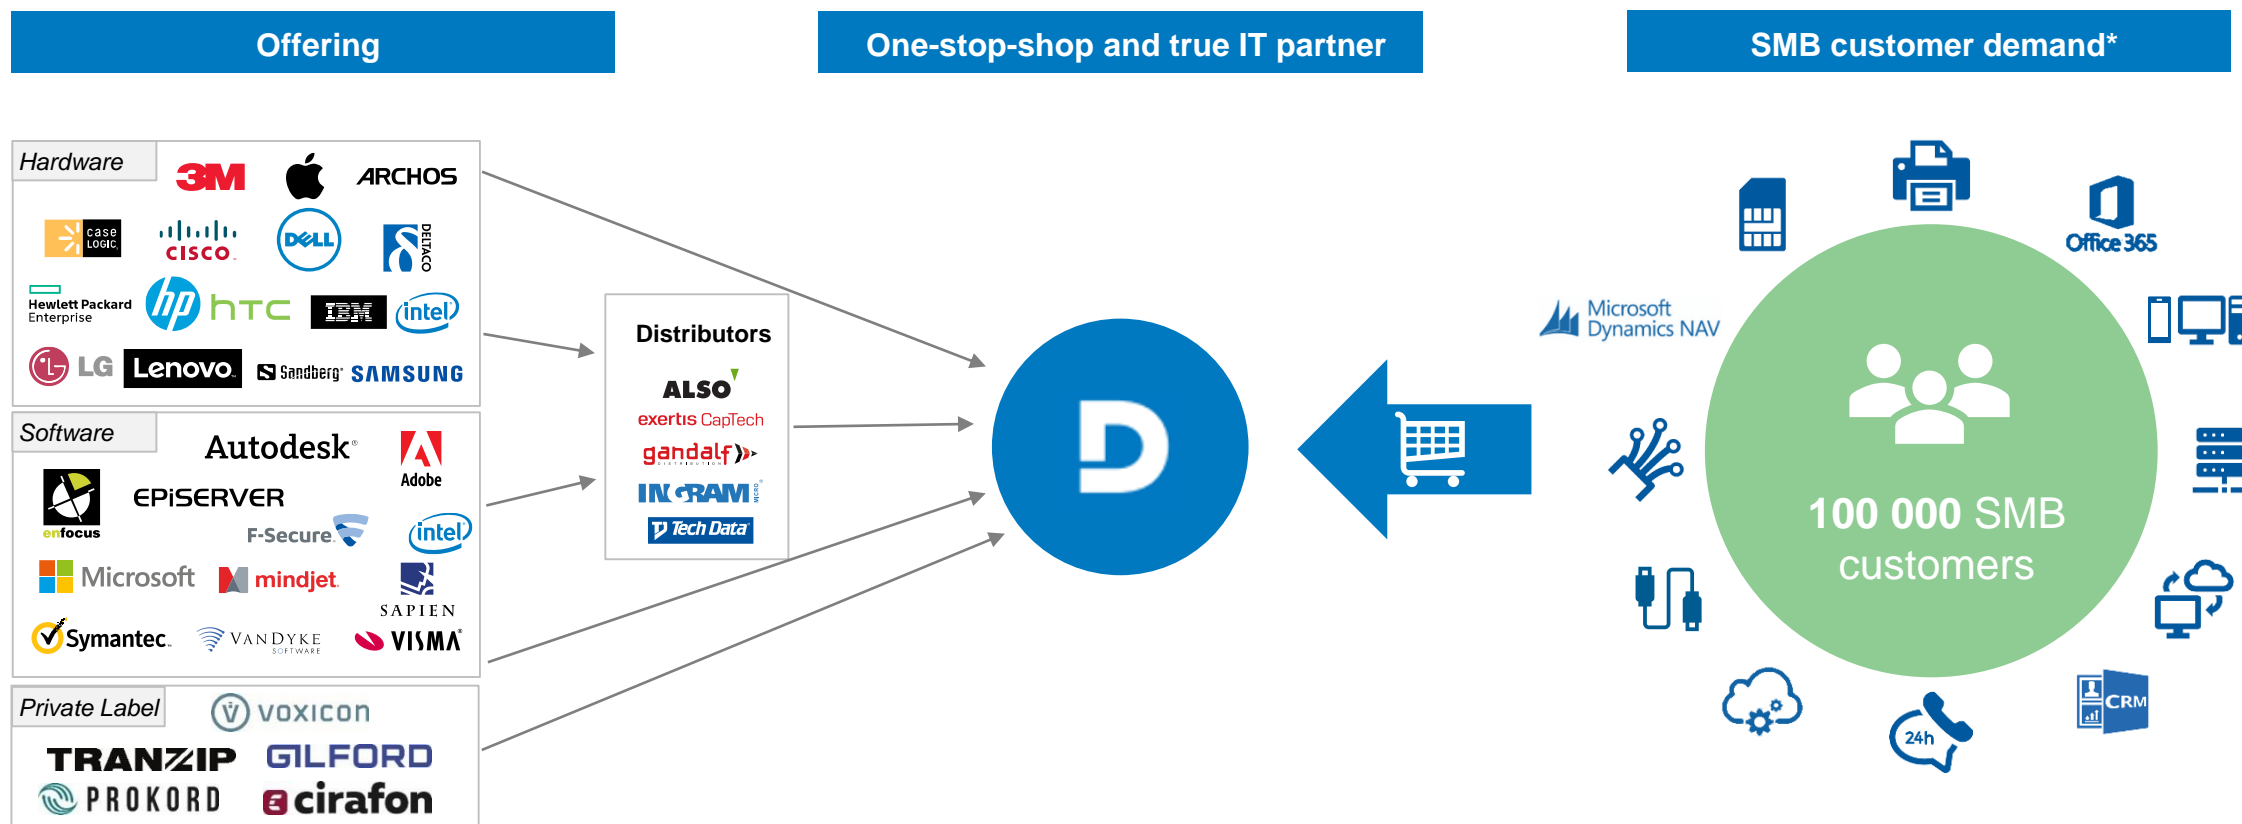 Offering
One-stop-shop and true IT partner
SMB customer demand*
Hardware
3M
ARCHOS
case
LOGIC
CISCO
DELL
DELTACO
Hewlett Packard
Enterprise
hp
hTC
IBM
intel
LG
Lenovo
Sandberg
SAMSUNG
Software
Autodesk®
Adobe
enfocus
EPiSERVER
F-Secure
intel
Microsoft
mindjet
SAPIEN
Symantec
VANDYKE
SOFTWARE
VISMA®
Private Label
voxicon
TRANZIP
GILFORD
PROKORD
cirafon
Distributors
ALSO
exertis CapTech
gandalf
DISTRIBUTION
INGRAM MICRO®
Tech Data
D
Office 365
Microsoft
Dynamics NAV
100 000 SMB
customers
CRM
24h